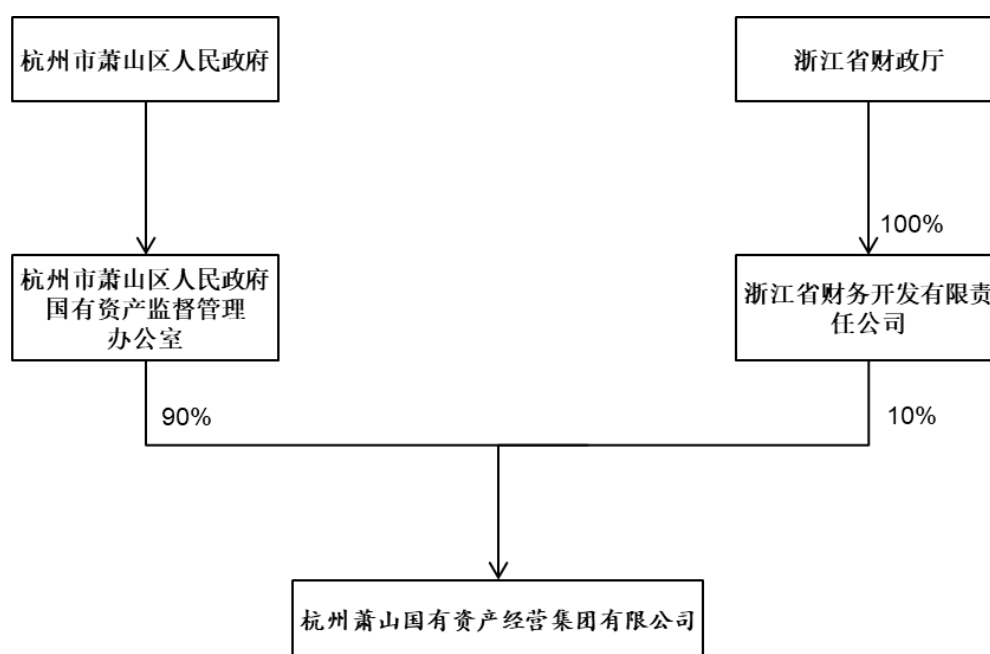 杭州市萧山区人民政府
浙江省财政厅
100%
杭州市萧山区人民政府
国有资产监督管理
办公室
浙江省财务开发有限责
任公司
90%
10%
杭州萧山国有资产经营集团有限公司